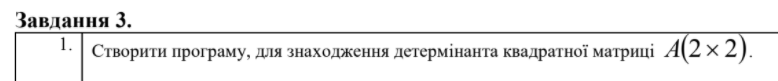 Завдання 3.
1. Створити програму, для знаходження детермінанта квадратної матриці A(2 × 2).